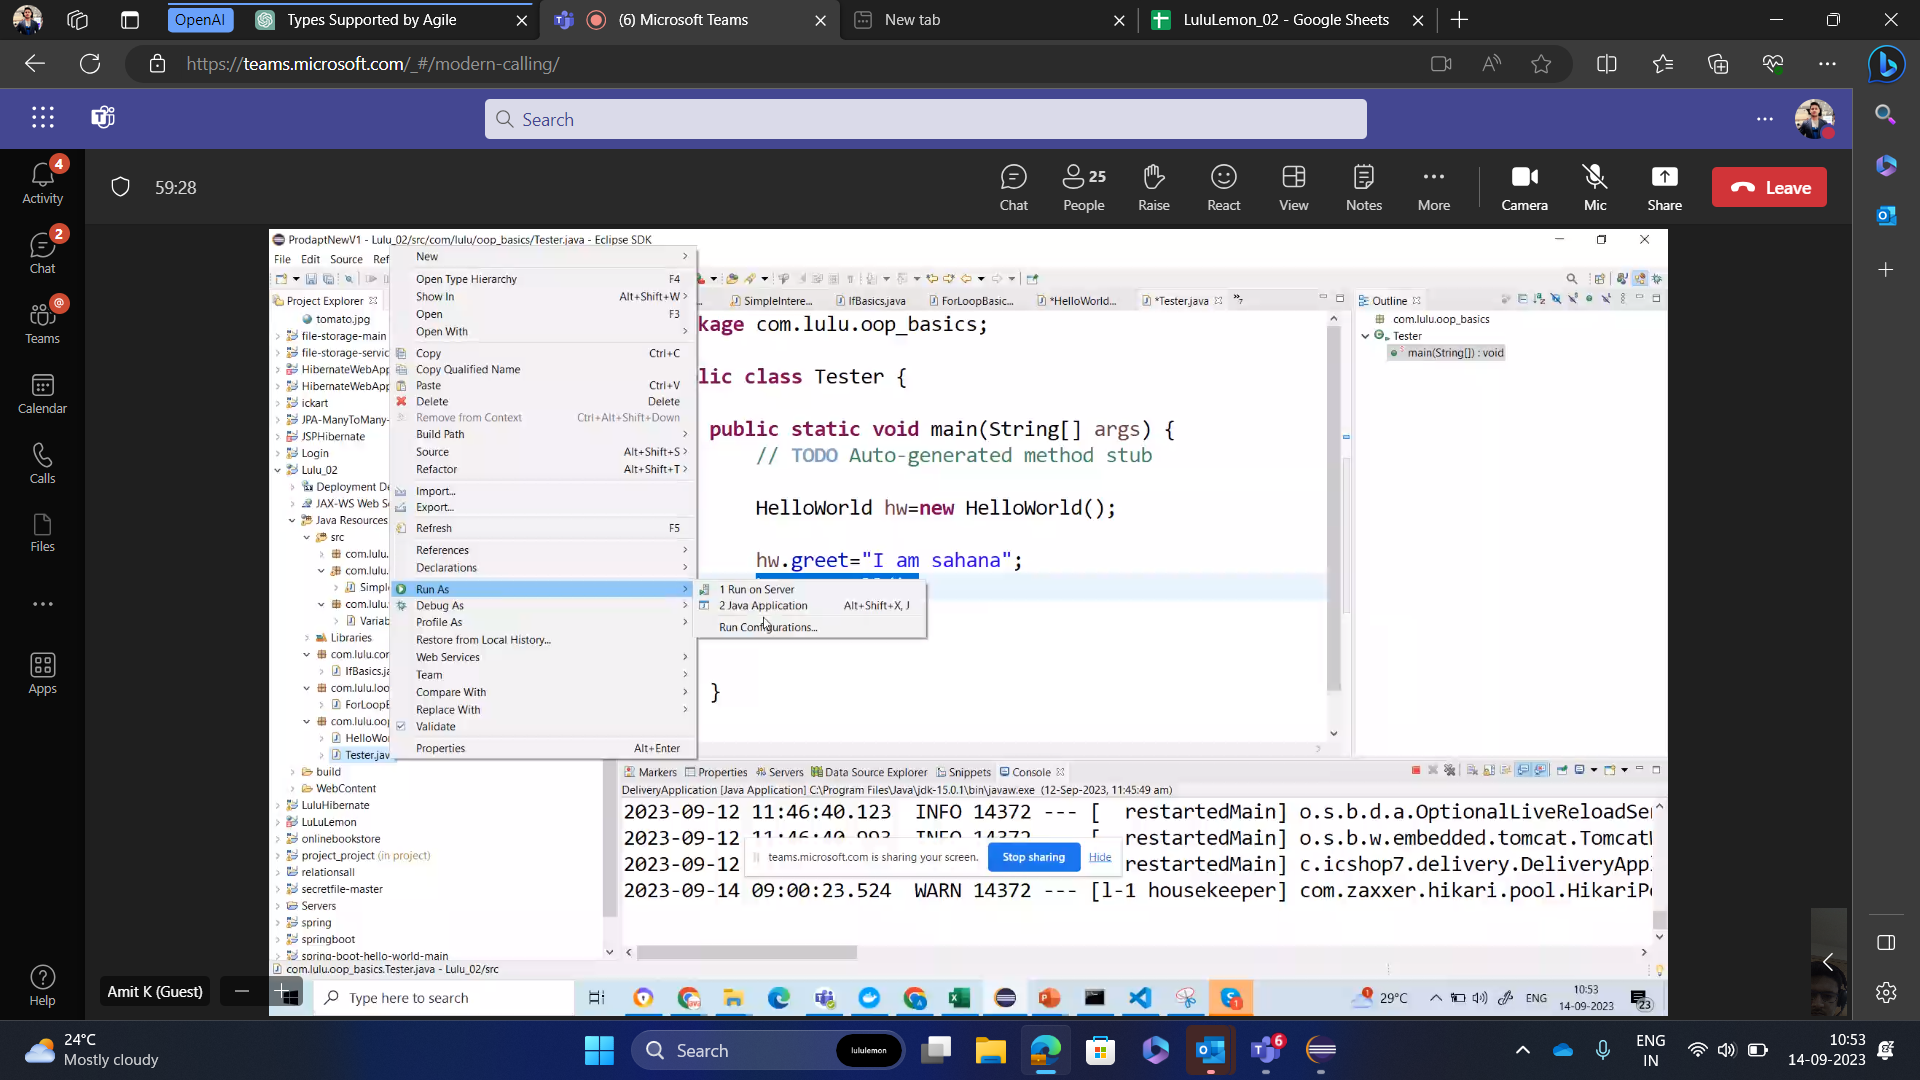 OpenAI
Types Supported by Agile
(6) Microsoft Teams
New tab
LuluLemon_02 - Google Sheets
https://teams.microsoft.com/_#/modern-calling/
Search
59:28
Chat
People
25
Raise
React
View
Notes
More
Camera
Mic
Share
Leave
Activity
4
Chat
2
Teams
@
Calendar
Calls
Files
Apps
Help
ProdaptNewV1 - Lulu_02/src/com/lulu/oop_basics/Tester.java - Eclipse SDK
File Edit Source Ref
Project Explorer
tomato.jpg
file-storage-main
file-storage-servic
HibernateWebApp
HibernateWebApp
ickart
JPA-ManyToMany-
JSPHibernate
Login
Lulu_02
Deployment De
JAX-WS Web Se
Java Resources
src
com.lulu.
com.lulu.
Simpl
com.lulu.
Variab
Libraries
com.lulu.con
IfBasics.ja
com.lulu.loo
ForLoopB
com.lulu.oop
HelloWor
Tester.jav
build
WebContent
LuluHibernate
LuLuLemon
onlinebookstore
project_project (in project)
relationsall
secretfile-master
Servers
spring
springboot
spring-boot-hello-world-main
New
Open Type Hierarchy F4
Show In Alt+Shift+W
Open F3
Open With
Copy Ctrl+C
Copy Qualified Name
Paste Ctrl+V
Delete Delete
Remove from Context Ctrl+Alt+Shift+Down
Build Path
Source Alt+Shift+S
Refactor Alt+Shift+T
Import...
Export...
Refresh F5
References
Declarations
Run As
Debug As
Profile As
Restore from Local History...
Web Services
Team
Compare With
Replace With
Validate
Properties Alt+Enter
1 Run on Server
2 Java Application Alt+Shift+X, J
Run Configurations...
SimpleIntere...
IfBasics.java
ForLoopBasic...
*HelloWorld...
*Tester.java
kage com.lulu.oop_basics;
lic class Tester {
public static void main(String[] args) {
// TODO Auto-generated method stub
HelloWorld hw=new HelloWorld();
hw.greet="I am sahana";
}
Outline
com.lulu.oop_basics
Tester
main(String[]) : void
Markers Properties Servers Data Source Explorer Snippets Console
DeliveryApplication [Java Application] C:\Program Files\Java\jdk-15.0.1\bin\javaw.exe (12-Sep-2023, 11:45:49 am)
2023-09-12 11:46:40.123 INFO 14372 --- [ restartedMain] o.s.b.d.a.OptionalLiveReloadSe
2023-09-12 11:46:40.993 INFO restartedMain] o.s.b.w.embedded.tomcat.Tomcat
2023-09-12 restartedMain] c.icshop7.delivery.DeliveryAppl
2023-09-14 09:00:23.524 WARN 14372 --- [l-1 housekeeper] com.zaxxer.hikari.pool.HikariP
teams.microsoft.com is sharing your screen.
Stop sharing
Hide
com.lulu.oop_basics.Tester.java - Lulu_02/src
Amit K (Guest)
Type here to search
29°C
ENG
10:53
14-09-2023
23
24°C
Mostly cloudy
Search
lululemon
6
ENG
IN
10:53
14-09-2023